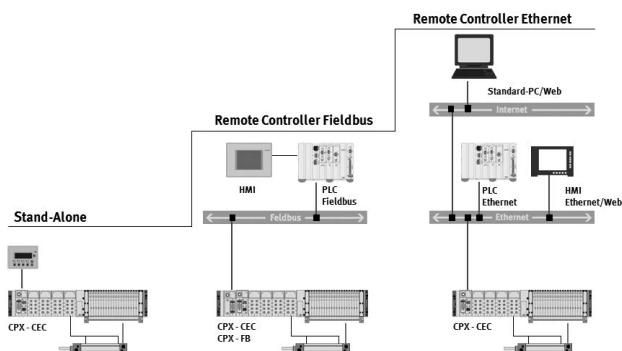 Remote Controller Ethernet
Standard-PC/Web
Internet
Remote Controller Fieldbus
HMI
PLC
Fieldbus
PLC
Ethernet
HMI
Ethernet/Web
Stand-Alone
Feldbus
Ethernet
CPX - CEC
CPX - CEC
CPX - FB
CPX - CEC